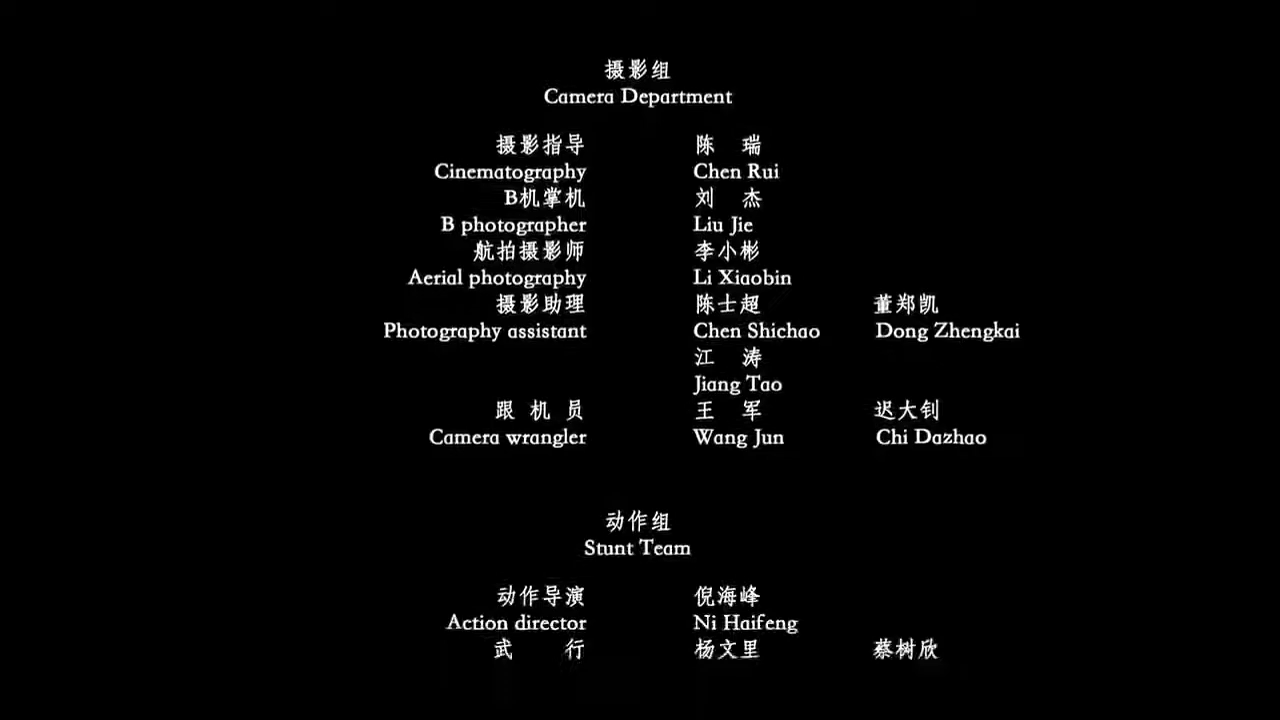 摄影组
Camera Department
摄影指导 陈 瑞
Cinematography Chen Rui
B机掌机 刘 杰
B photographer Liu Jie
航拍摄影师 李小彬
Aerial photography Li Xiaobin
摄影助理 陈士超 董郑凯
Photography assistant Chen Shichao Dong Zhengkai
江 涛
Jiang Tao
跟 机 员 王 军 迟大钊
Camera wrangler Wang Jun Chi Dazhao
动作组
Stunt Team
动作导演 倪海峰
Action director Ni Haifeng
武 行 杨文里 蔡树欣